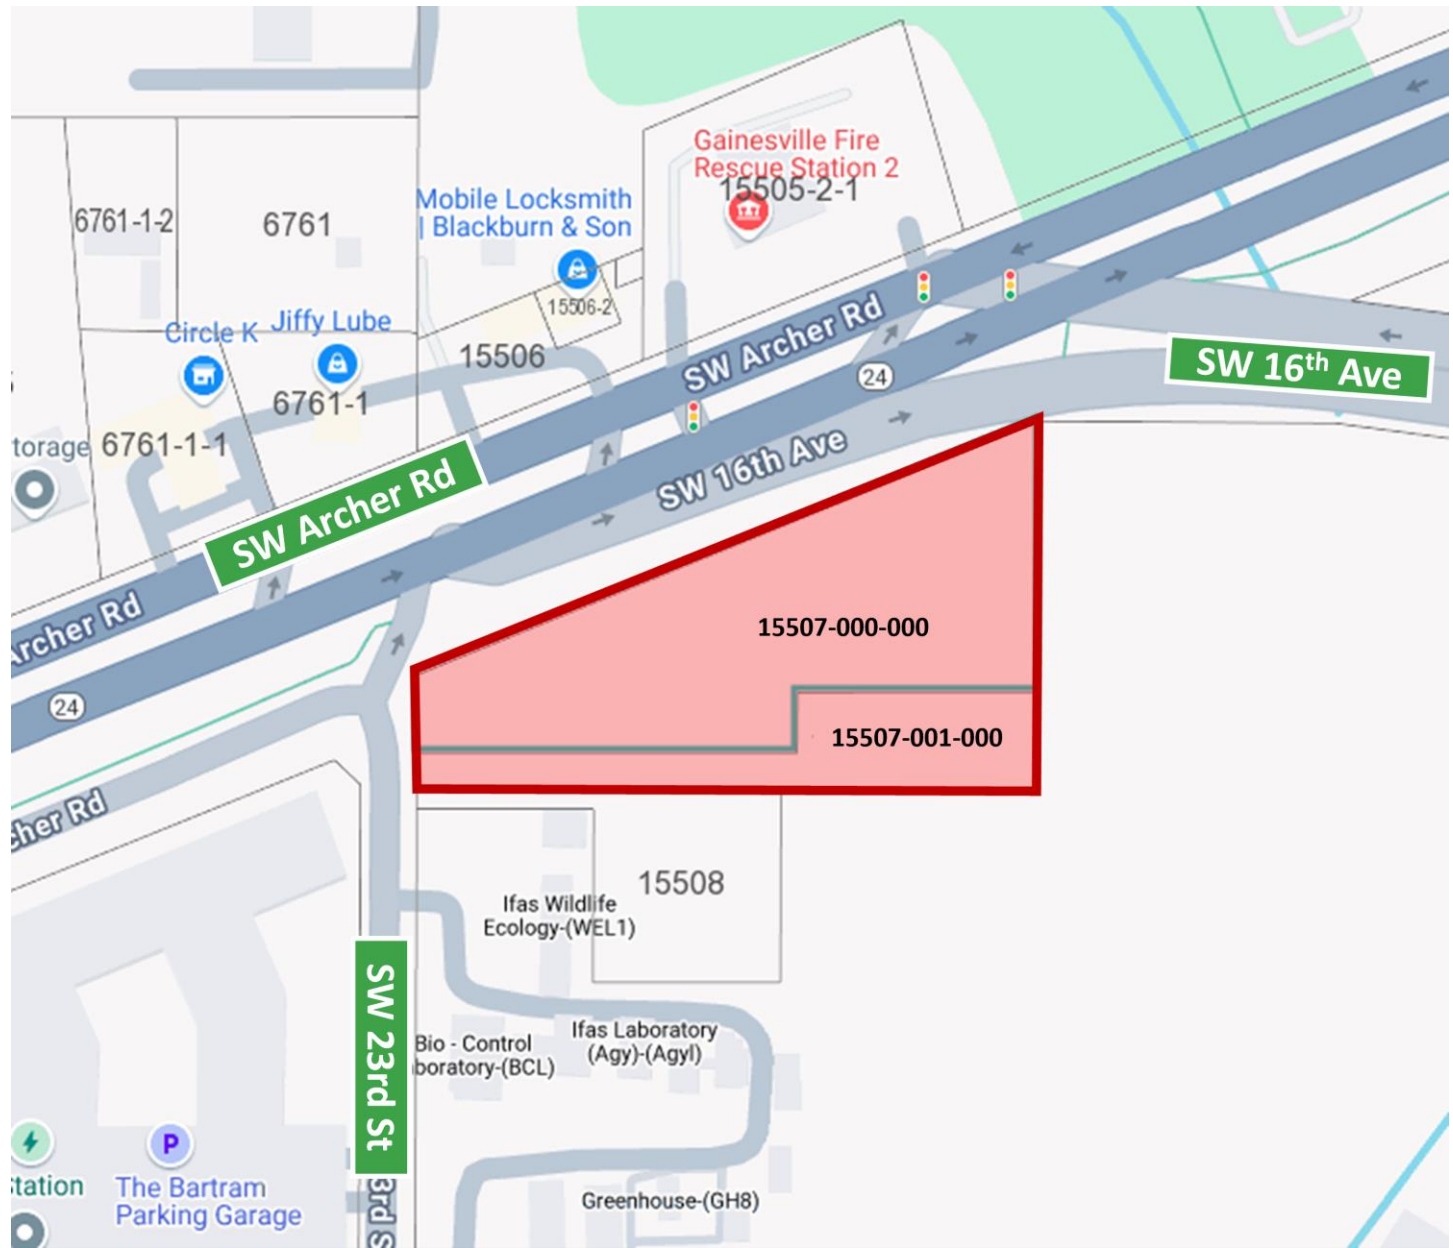 Gainesville Fire
Rescue Station 2
15505-2-1
Mobile Locksmith
| Blackburn & Son
6761-1-2
6761
15506-2
Circle K
Jiffy Lube
15506
6761-1
SW Archer Rd
24
SW 16th Ave
torage
6761-1-1
SW Archer Rd
SW 16th Ave
Archer Rd
24
15507-000-000
15507-001-000
cher Rd
15508
Ifas Wildlife
Ecology-(WEL1)
SW 23rd St
Bio - Control
boratory-(BCL)
Ifas Laboratory
(Agy)-(Agyl)
P
Station
The Bartram
Parking Garage
3rd S
Greenhouse-(GH8)